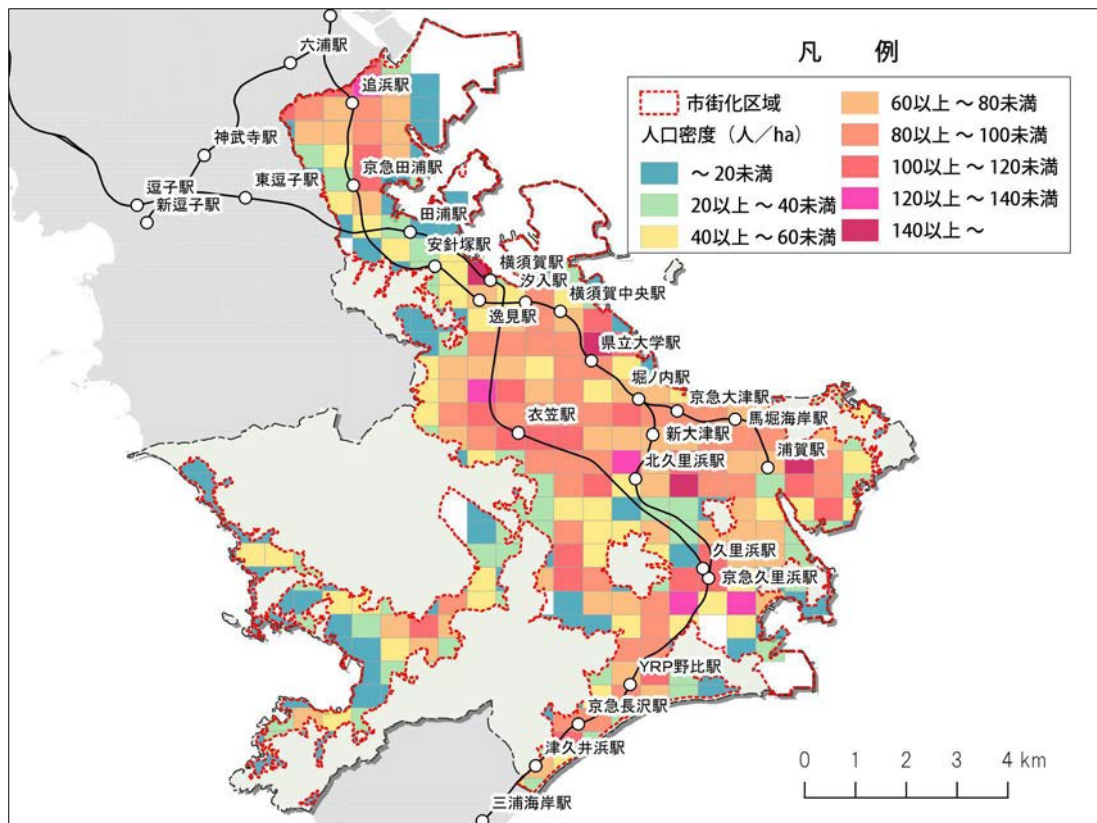 凡 例
市街化区域
人口密度（人／ha）
～20未満
20以上～40未満
40以上～60未満
60以上～80未満
80以上～100未満
100以上～120未満
120以上～140未満
140以上～
六浦駅
追浜駅
神武寺駅
京急田浦駅
東逗子駅
逗子駅
新逗子駅
田浦駅
安針塚駅
横須賀駅
汐入駅
横須賀中央駅
逸見駅
県立大学駅
堀ノ内駅
京急大津駅
馬堀海岸駅
衣笠駅
新大津駅
浦賀駅
北久里浜駅
久里浜駅
京急久里浜駅
YRP野比駅
京急長沢駅
津久井浜駅
三浦海岸駅
0 1 2 3 4 km